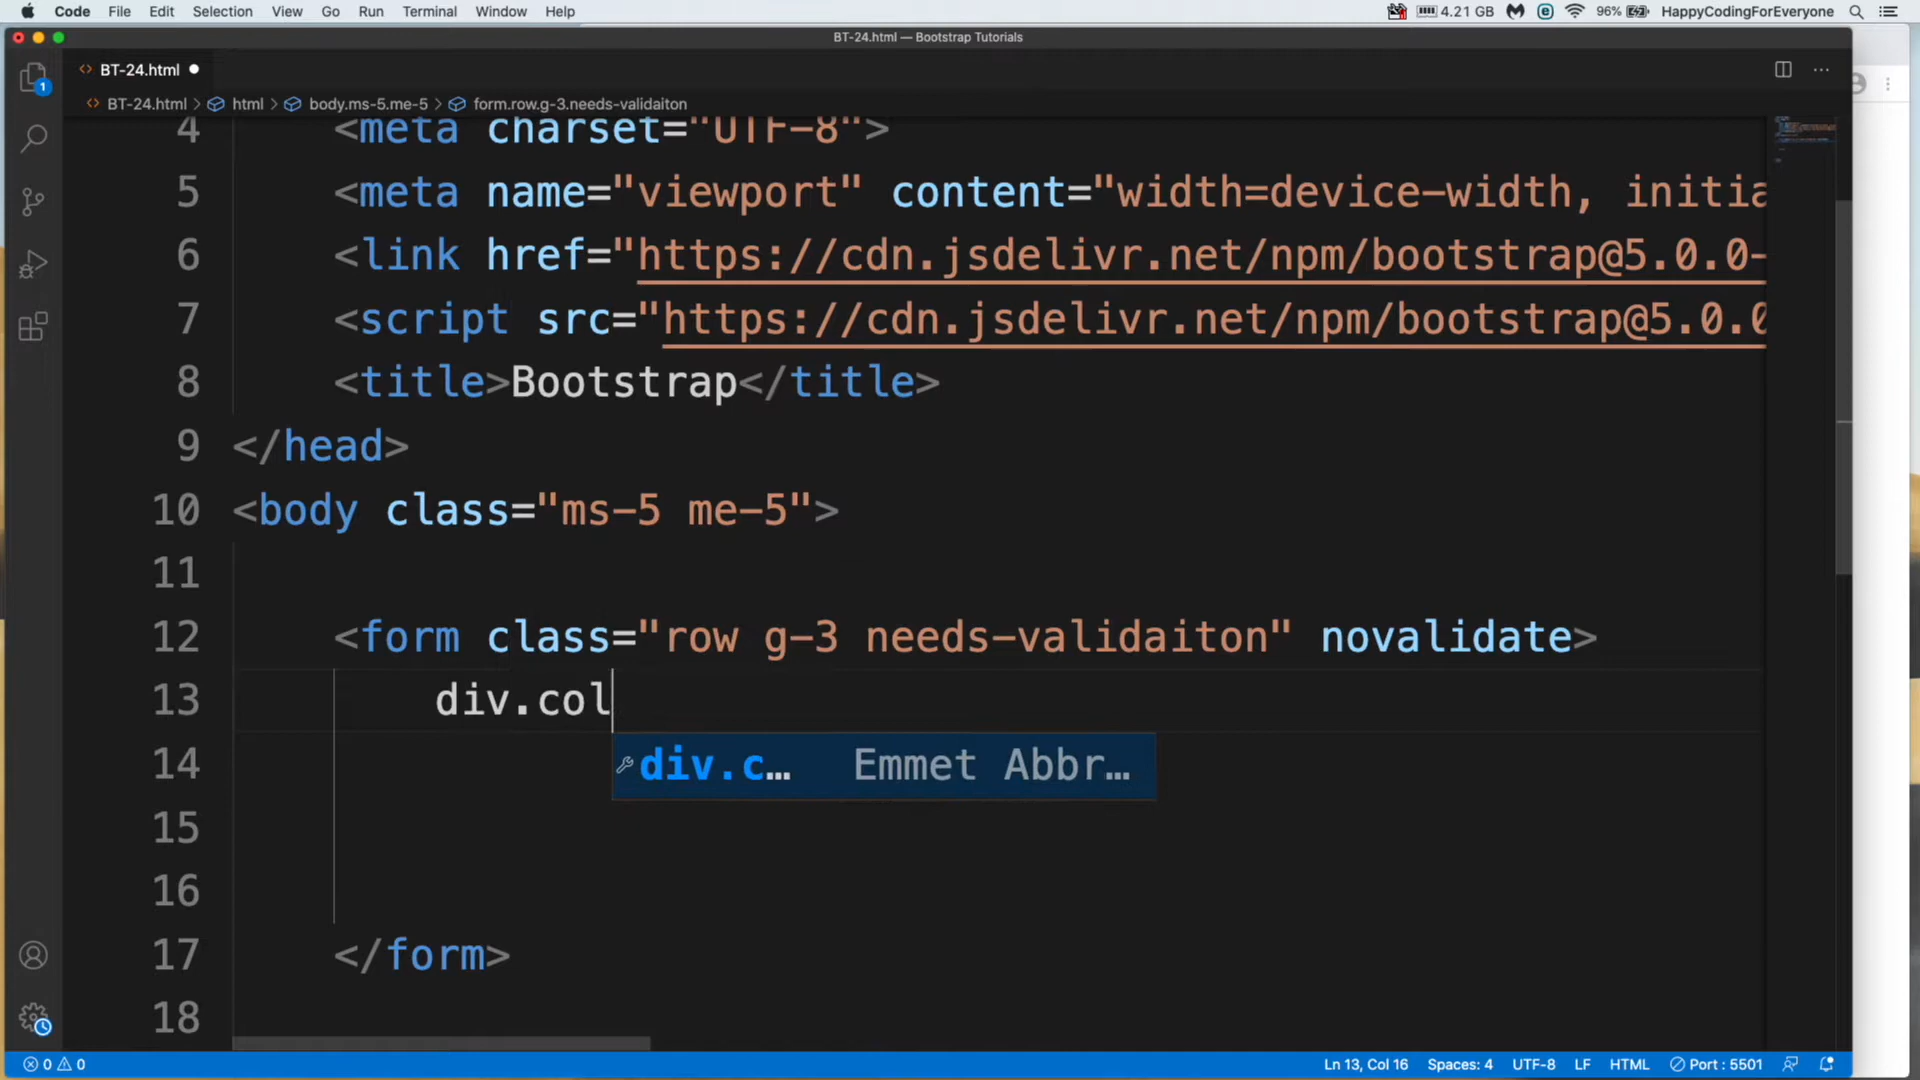 Code File Edit Selection View Go Run Terminal Window Help 4.21 GB 96% HappyCodingForEveryone
BT-24.html — Bootstrap Tutorials
1 <> BT-24.html
<> BT-24.html > html > body.ms-5.me-5 > form.row.g-3.needs-validaiton
4 <meta charset="UTF-8">
5 <meta name="viewport" content="width=device-width, initia
6 <link href="https://cdn.jsdelivr.net/npm/bootstrap@5.0.0-
7 <script src="https://cdn.jsdelivr.net/npm/bootstrap@5.0.0
8 <title>Bootstrap</title>
9 </head>
10 <body class="ms-5 me-5">
11
12 <form class="row g-3 needs-validaiton" novalidate>
13 div.col
14 div.c… Emmet Abbr…
15
16
17 </form>
18
0 0 Ln 13, Col 16 Spaces: 4 UTF-8 LF HTML Port : 5501